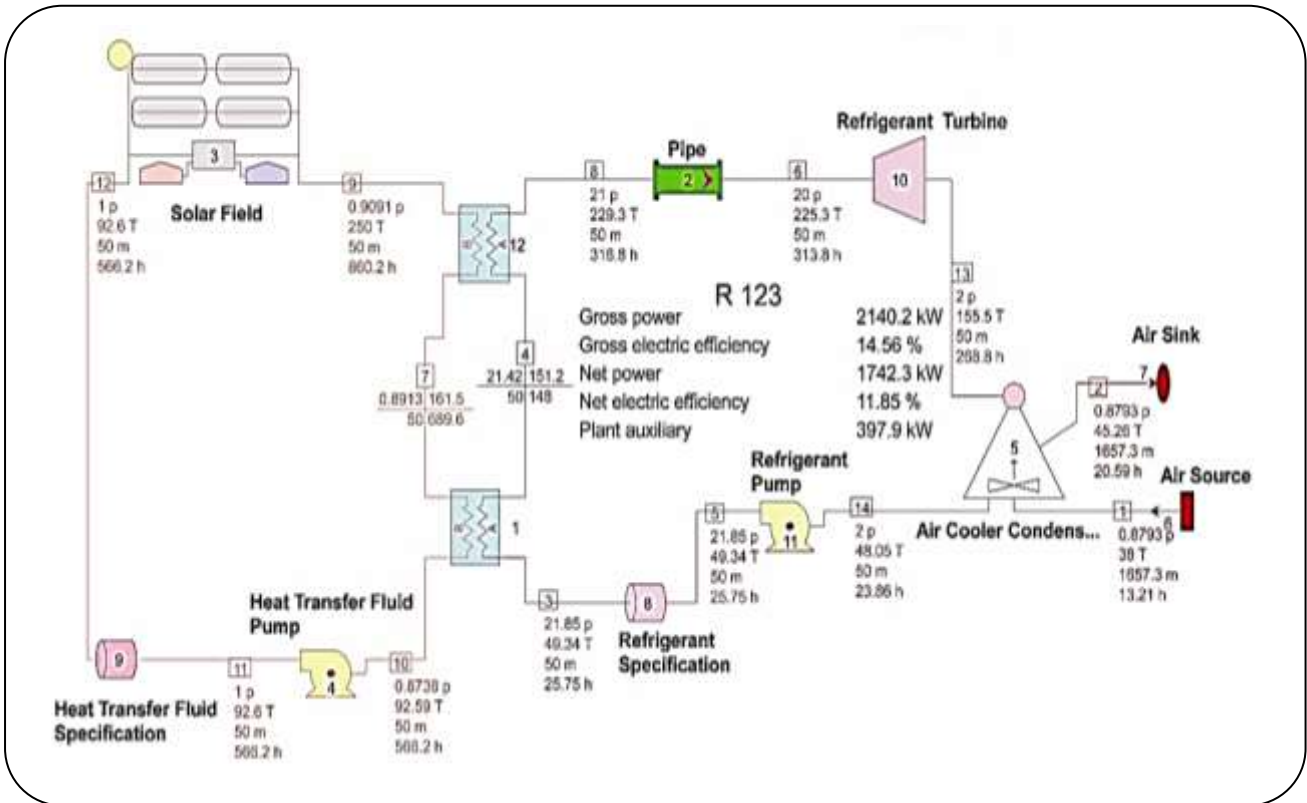 3
12
1 p
92.6 T
50 m
566.2 h
Solar Field
9
0.9091 p
250 T
50 m
860.2 h
12
8
21 p
229.3 T
50 m
316.8 h
Pipe
2
6
20 p
225.3 T
50 m
313.8 h
Refrigerant Turbine
10
13
2 p
155.5 T
50 m
268.8 h
R 123
Gross power 2140.2 kW
Gross electric efficiency 14.56 %
Net power 1742.3 kW
Net electric efficiency 11.85 %
Plant auxiliary 397.9 kW
4
21.42 151.2
50 148
7
0.8913 161.5
50 689.6
Air Sink
7
2
0.8793 p
45.26 T
1657.3 m
20.59 h
5
Air Source
6
1
0.8793 p
38 T
1657.3 m
13.21 h
Air Cooler Condens...
14
2 p
48.05 T
50 m
23.86 h
Refrigerant
Pump
11
5
21.85 p
49.34 T
50 m
25.75 h
8
Refrigerant
Specification
3
21.85 p
49.34 T
50 m
25.75 h
1
Heat Transfer Fluid
Pump
4
10
0.8738 p
92.59 T
50 m
566.2 h
11
1 p
92.6 T
50 m
566.2 h
9
Heat Transfer Fluid
Specification